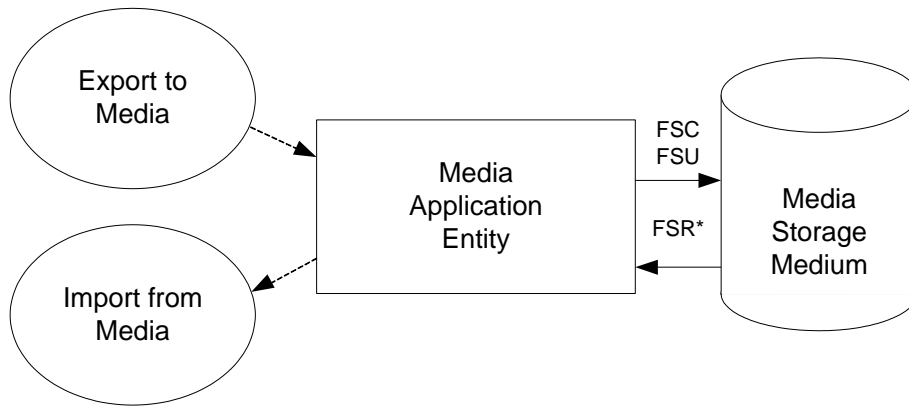 Export to
Media
Import from
Media
Media
Application
Entity
FSC
FSU
FSR*
Media
Storage
Medium